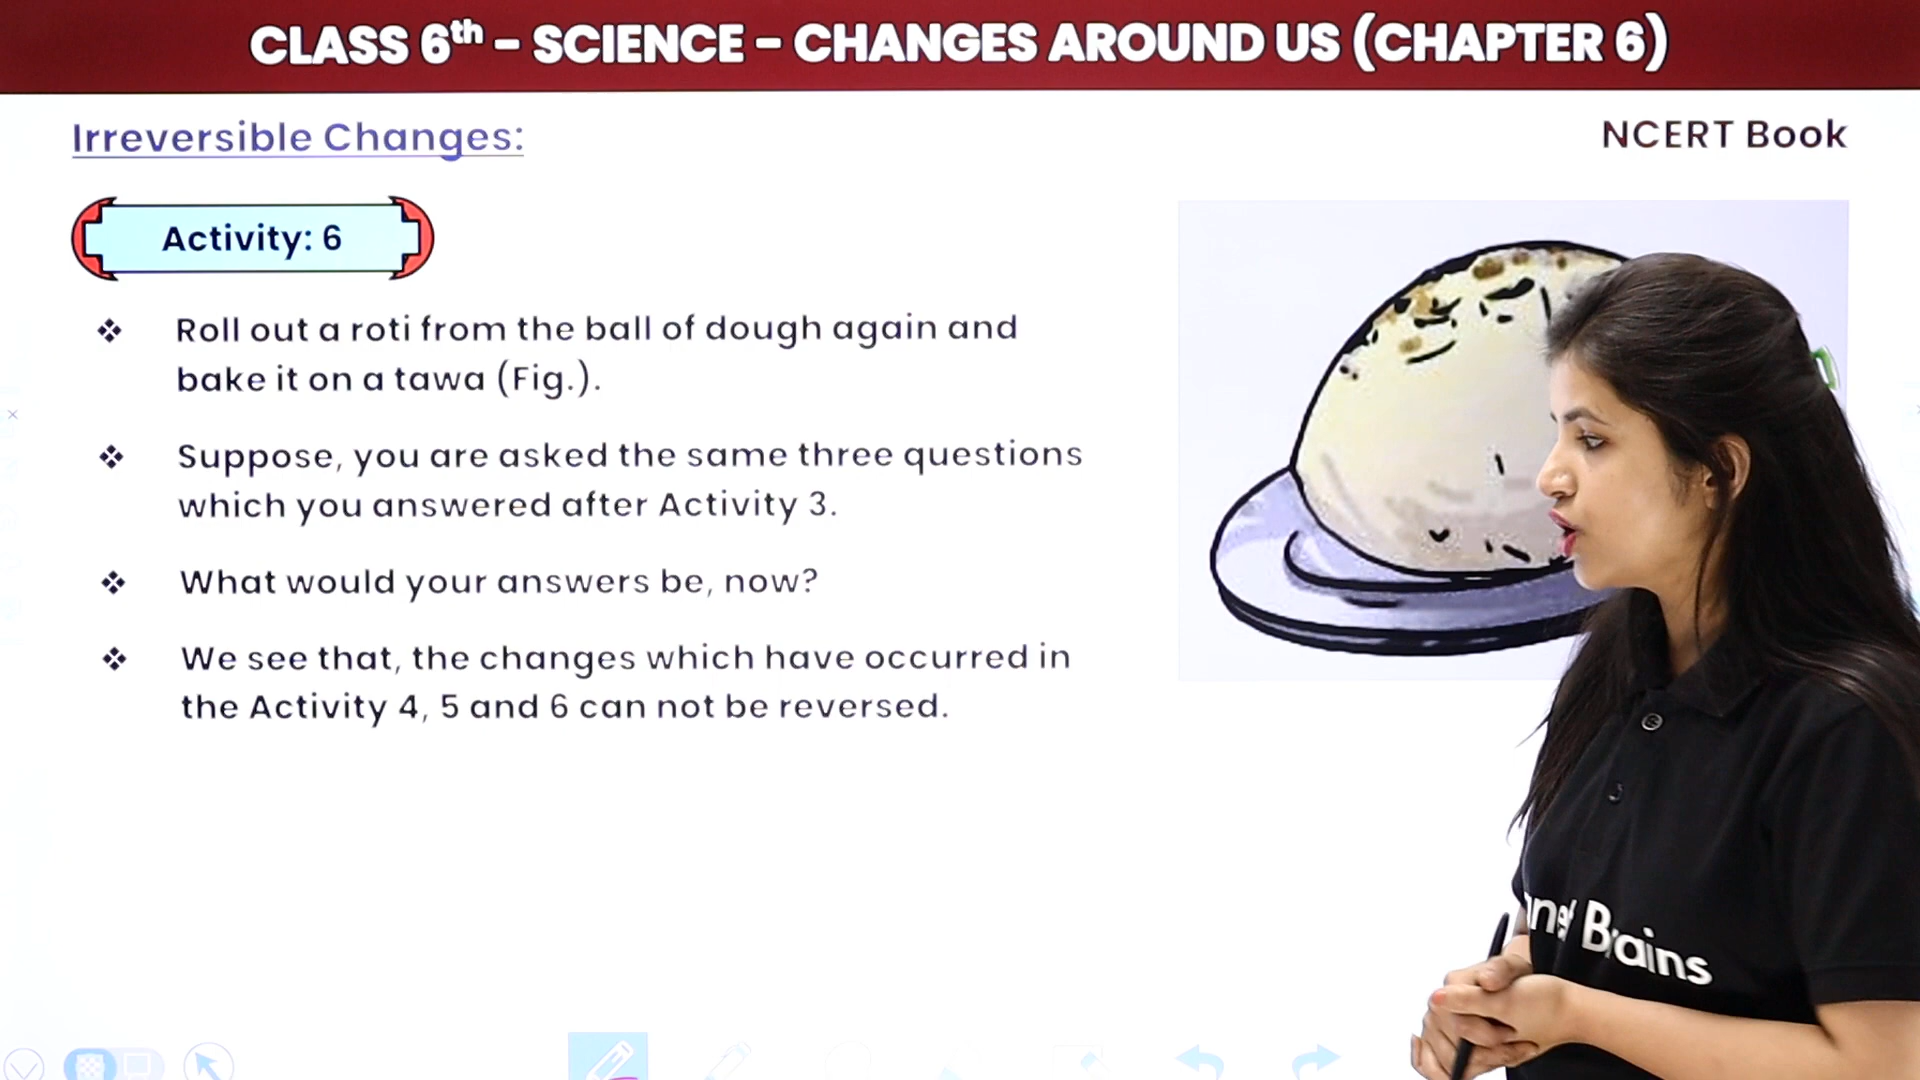 CLASS 6th - SCIENCE - CHANGES AROUND US (CHAPTER 6)
Irreversible Changes:
NCERT Book
Activity: 6
❖ Roll out a roti from the ball of dough again and
bake it on a tawa (Fig.).
❖ Suppose, you are asked the same three questions
which you answered after Activity 3.
❖ What would your answers be, now?
❖ We see that, the changes which have occurred in
the Activity 4, 5 and 6 can not be reversed.
Brains